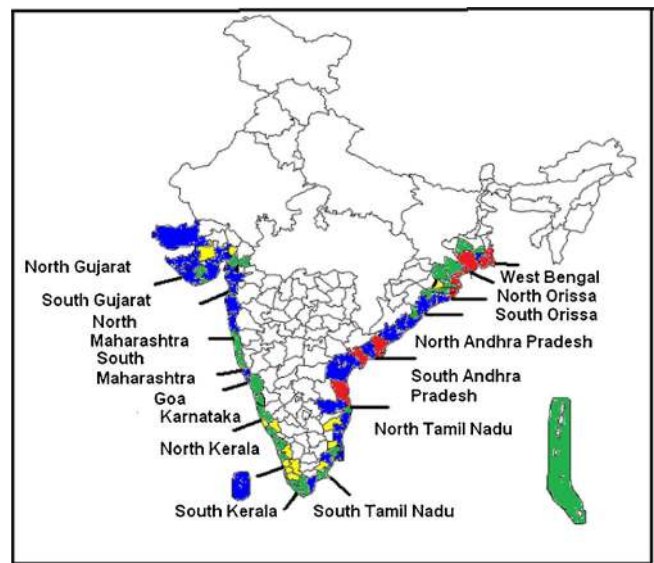 North Gujarat
South Gujarat
North
Maharashtra
South
Maharashtra
Goa
Karnataka
North Kerala
South Kerala
South Tamil Nadu
North Tamil Nadu
South Andhra
Pradesh
North Andhra Pradesh
South Orissa
North Orissa
West Bengal